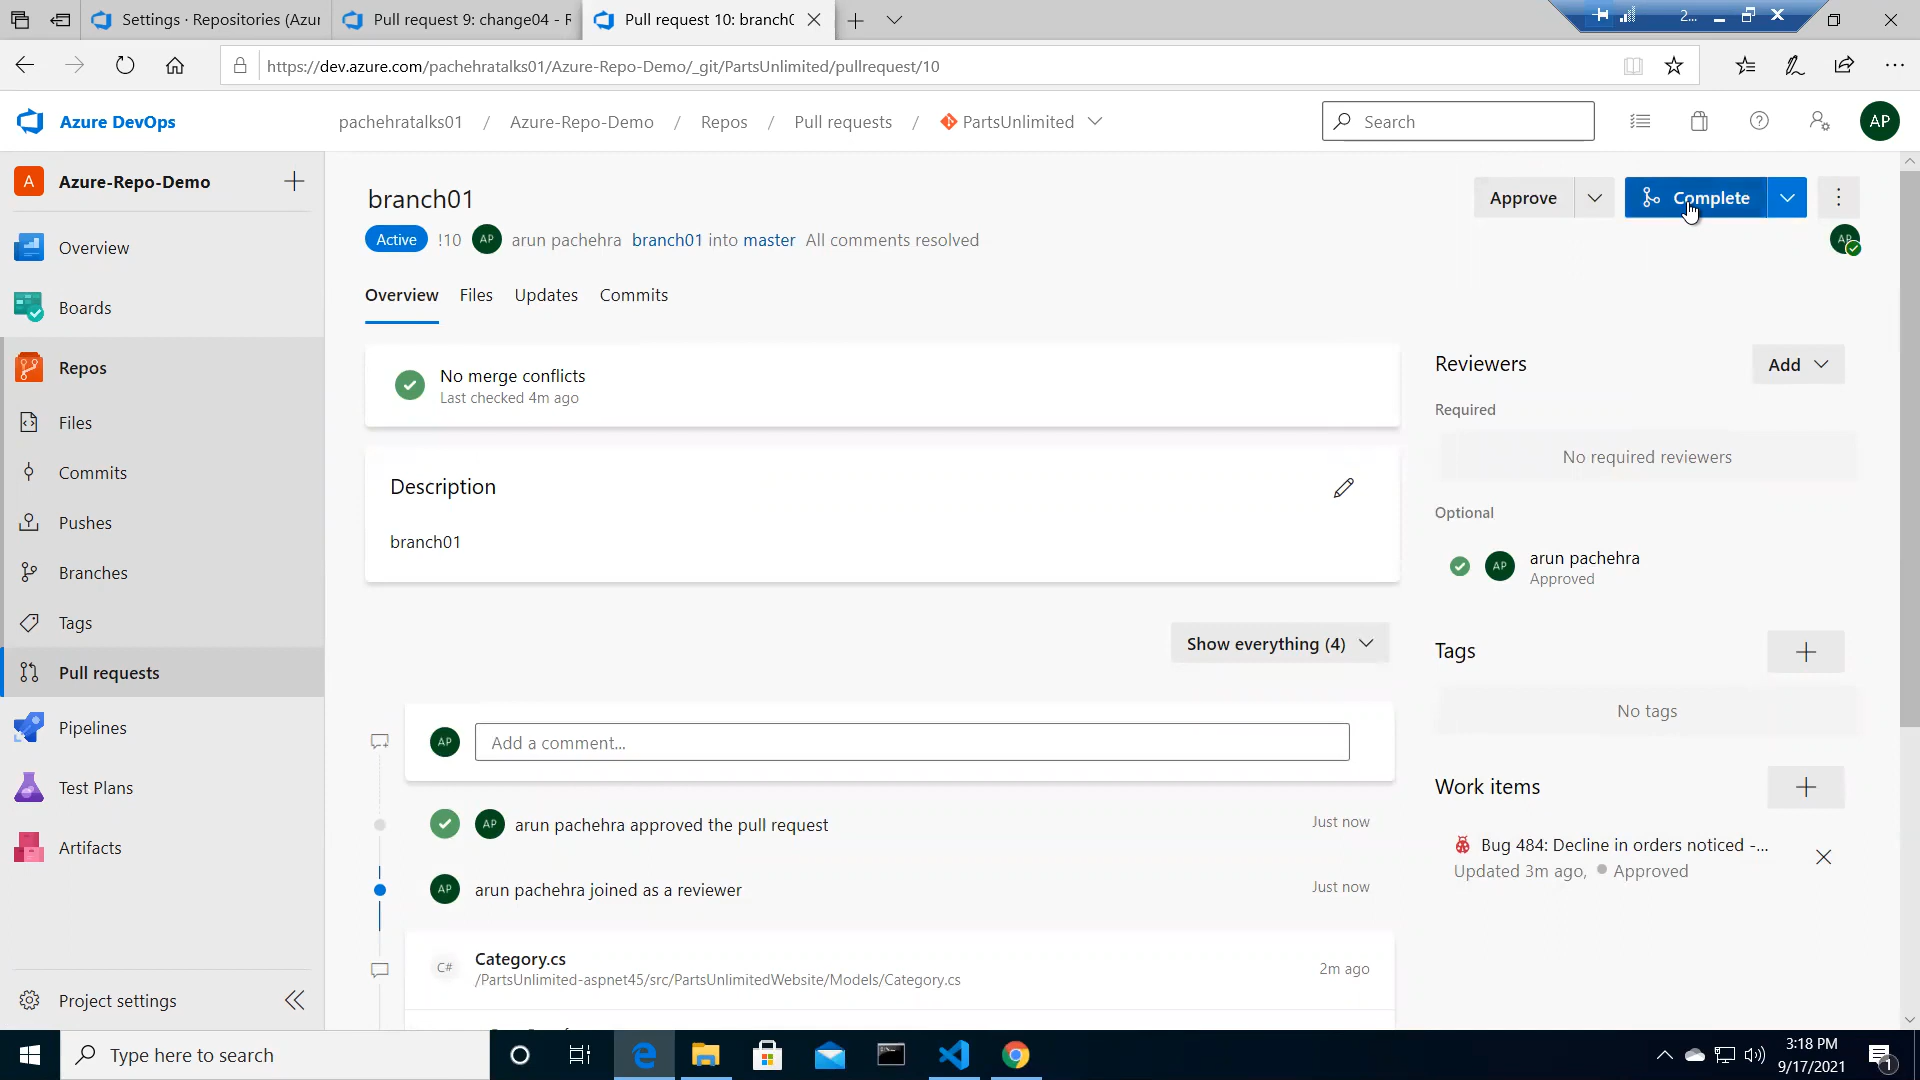 Settings · Repositories (Azur
Pull request 9: change04 - R
Pull request 10: branch0
2...
https://dev.azure.com/pachehratalks01/Azure-Repo-Demo/_git/PartsUnlimited/pullrequest/10
Azure DevOps
pachehratalks01 / Azure-Repo-Demo / Repos / Pull requests / PartsUnlimited
Search
AP
A Azure-Repo-Demo
Overview
Boards
Repos
Files
Commits
Pushes
Branches
Tags
Pull requests
Pipelines
Test Plans
Artifacts
Project settings
branch01
Approve
Complete
Active !10 AP arun pachehra branch01 into master All comments resolved
AP
Overview Files Updates Commits
No merge conflicts
Last checked 4m ago
Description
branch01
Show everything (4)
AP Add a comment...
AP arun pachehra approved the pull request Just now
AP arun pachehra joined as a reviewer Just now
C# Category.cs
/PartsUnlimited-aspnet45/src/PartsUnlimitedWebsite/Models/Category.cs 2m ago
Reviewers
Add
Required
No required reviewers
Optional
AP arun pachehra
Approved
Tags
No tags
Work items
Bug 484: Decline in orders noticed -...
Updated 3m ago, Approved
Type here to search
3:18 PM
9/17/2021
1